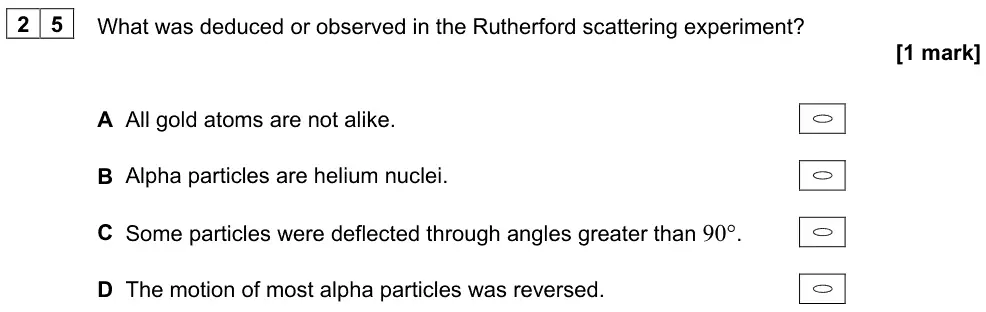 2 5 What was deduced or observed in the Rutherford scattering experiment?
[1 mark]
A All gold atoms are not alike.
B Alpha particles are helium nuclei.
C Some particles were deflected through angles greater than 90°.
D The motion of most alpha particles was reversed.